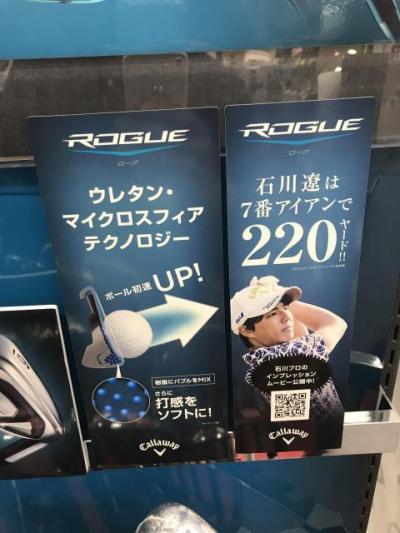 ROGUE
ローグ
ウレタン・
マイクロスフィア
テクノロジー
ボール初速 UP!
樹脂にバブルをMIX
さらに
打感を
ソフトに!
Callaway
ROGUE
ローグ
石川遼は
7番アイアンで
220ヤード!!
石川プロの
インプレッション
ムービー公開中!
Callaway